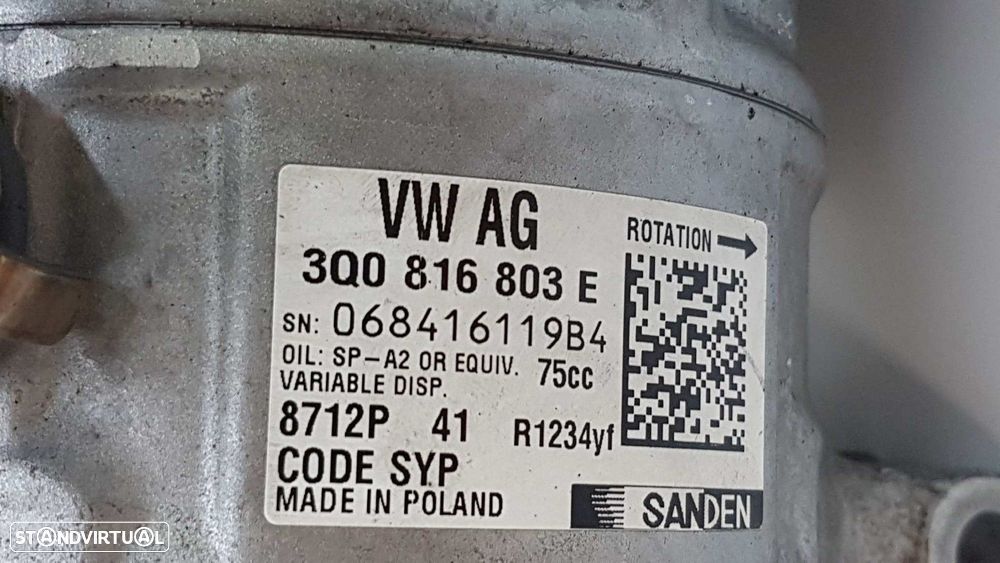 VW AG
ROTATION
3Q0 816 803 E
SN: 068416119B4
OIL: SP-A2 OR EQUIV. 75cc
VARIABLE DISP.
8712P 41 R1234yf
CODE SYP
MADE IN POLAND
SANDEN
STANDVIRTUAL